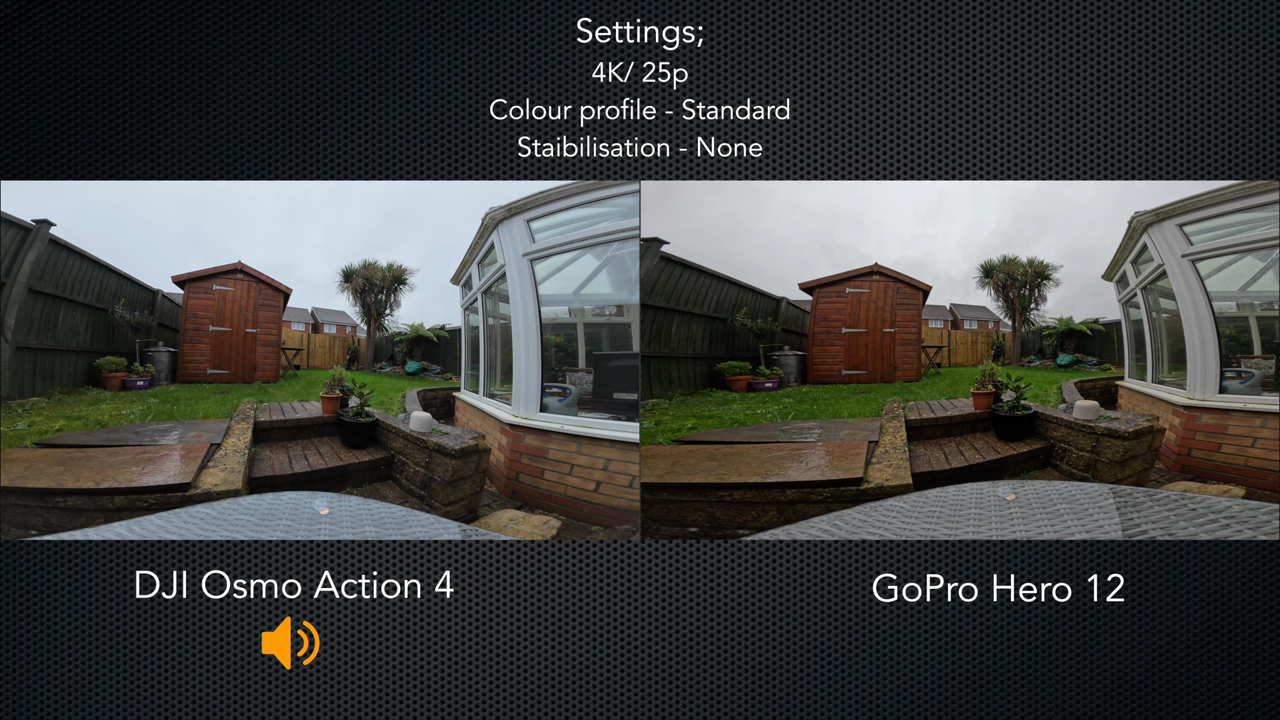 Settings;
4K/ 25p
Colour profile - Standard
Staibilisation - None
DJI Osmo Action 4
GoPro Hero 12